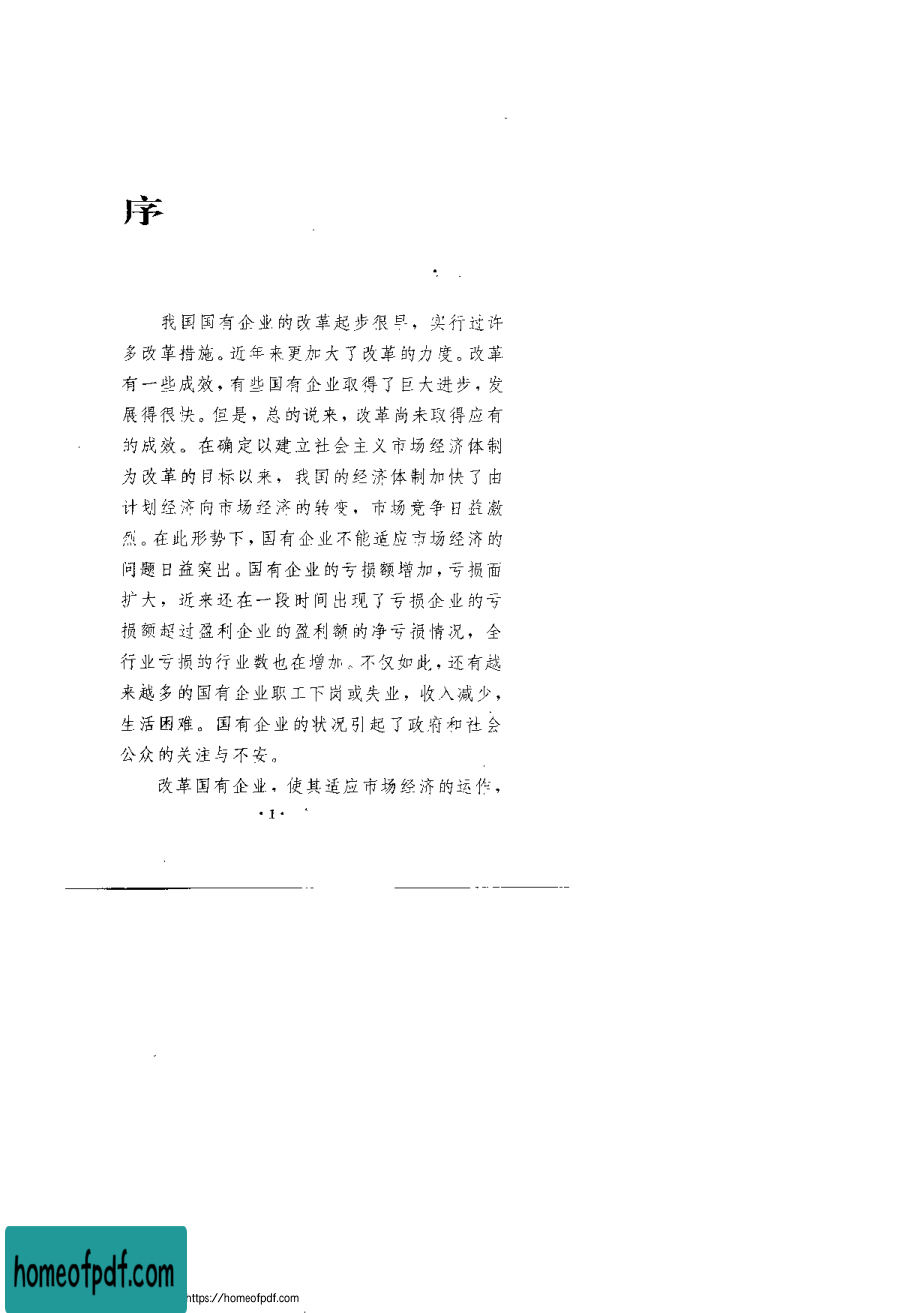 序
我国国有企业的改革起步很早，实行过许
多改革措施。近年来更加大了改革的力度。改革
有一些成效，有些国有企业取得了巨大进步，发
展得很快。但是，总的说来，改革尚未取得应有
的成效。在确定以建立社会主义市场经济体制
为改革的目标以来，我国的经济体制加快了由
计划经济向市场经济的转变，市场竞争日益激
烈。在此形势下，国有企业不能适应市场经济的
问题日益突出。国有企业的亏损额增加，亏损面
扩大，近来还在一段时间出现了亏损企业的亏
损额超过盈利企业的盈利额的净亏损情况，全
行业亏损的行业数也在增加。不仅如此，还有越
来越多的国有企业职工下岗或失业，收入减少，
生活困难。国有企业的状况引起了政府和社会
公众的关注与不安。
改革国有企业，使其适应市场经济的运作，
·1·
homeofpdf.com
https://homeofpdf.com